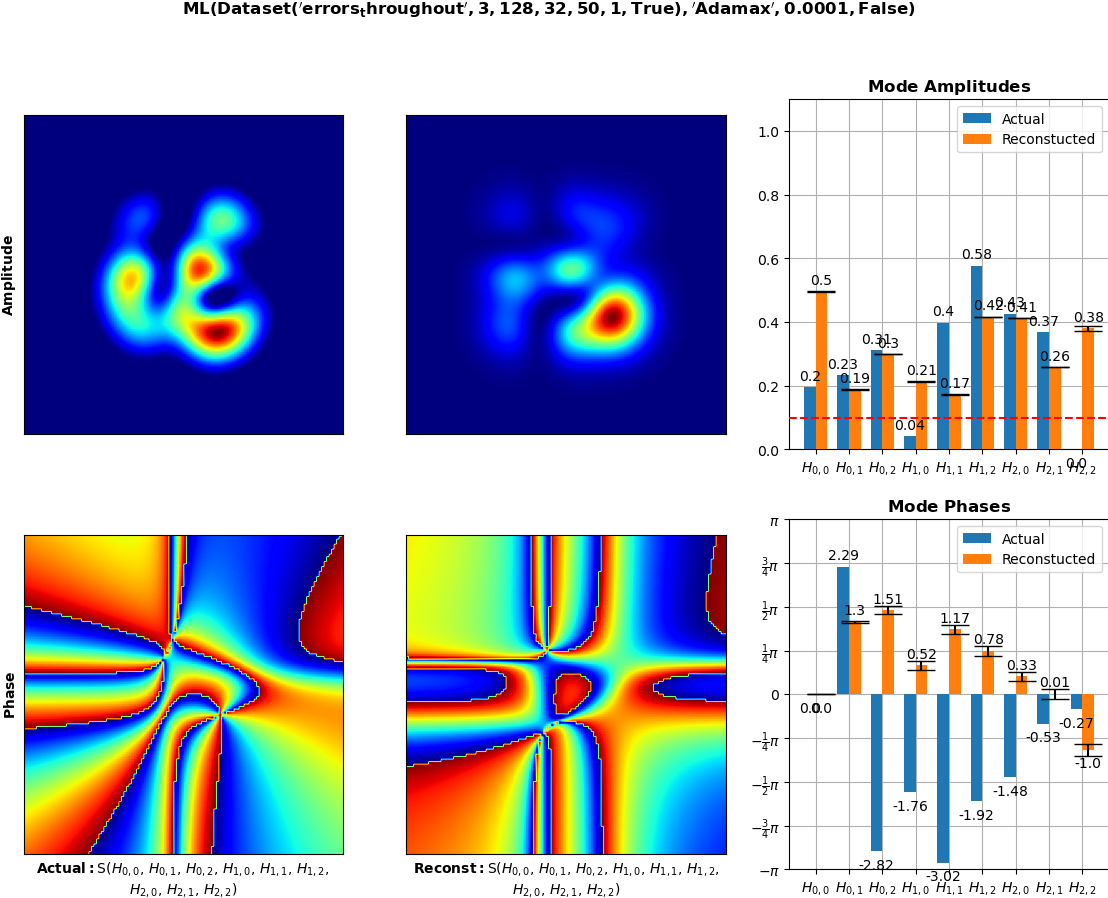 ML(Dataset('errors_throughout', 3, 128, 32, 50, 1, True), 'Adamax', 0.0001, False)
Amplitude
Mode Amplitudes
Actual
Reconstucted
1.0
0.8
0.6
0.4
0.2
0.0
0.2 0.5 0.23 0.19 0.31 0.3 0.04 0.21 0.4 0.17 0.58 0.42 0.43 0.41 0.37 0.26 0.0 0.38
H0,0 H0,1 H0,2 H1,0 H1,1 H1,2 H2,0 H2,1 H2,2
Phase
Mode Phases
Actual
Reconstucted
π
3/4π
1/2π
1/4π
0
−1/4π
−1/2π
−3/4π
−π
0.0 0.0 2.29 1.3 -2.82 1.51 -1.76 0.52 -3.02 1.17 -1.92 0.78 -1.48 0.33 -0.53 0.01 -0.27 -1.0
H0,0 H0,1 H0,2 H1,0 H1,1 H1,2 H2,0 H2,1 H2,2
Actual: S(H0,0, H0,1, H0,2, H1,0, H1,1, H1,2,
H2,0, H2,1, H2,2)
Reconst: S(H0,0, H0,1, H0,2, H1,0, H1,1, H1,2,
H2,0, H2,1, H2,2)